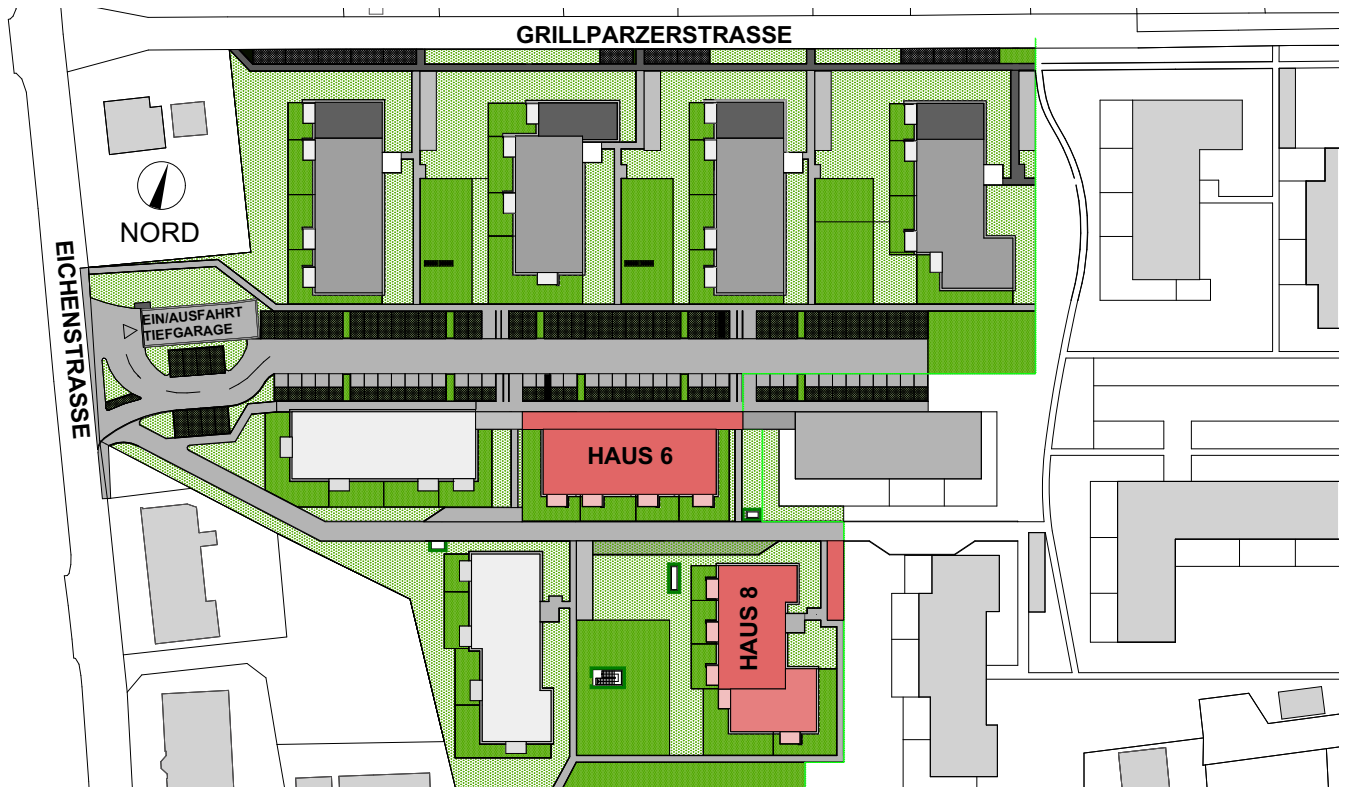 GRILLPARZERSTRASSE
NORD
EICHENSTRASSE
EIN/AUSFAHRT
TIEFGARAGE
HAUS 6
HAUS 8